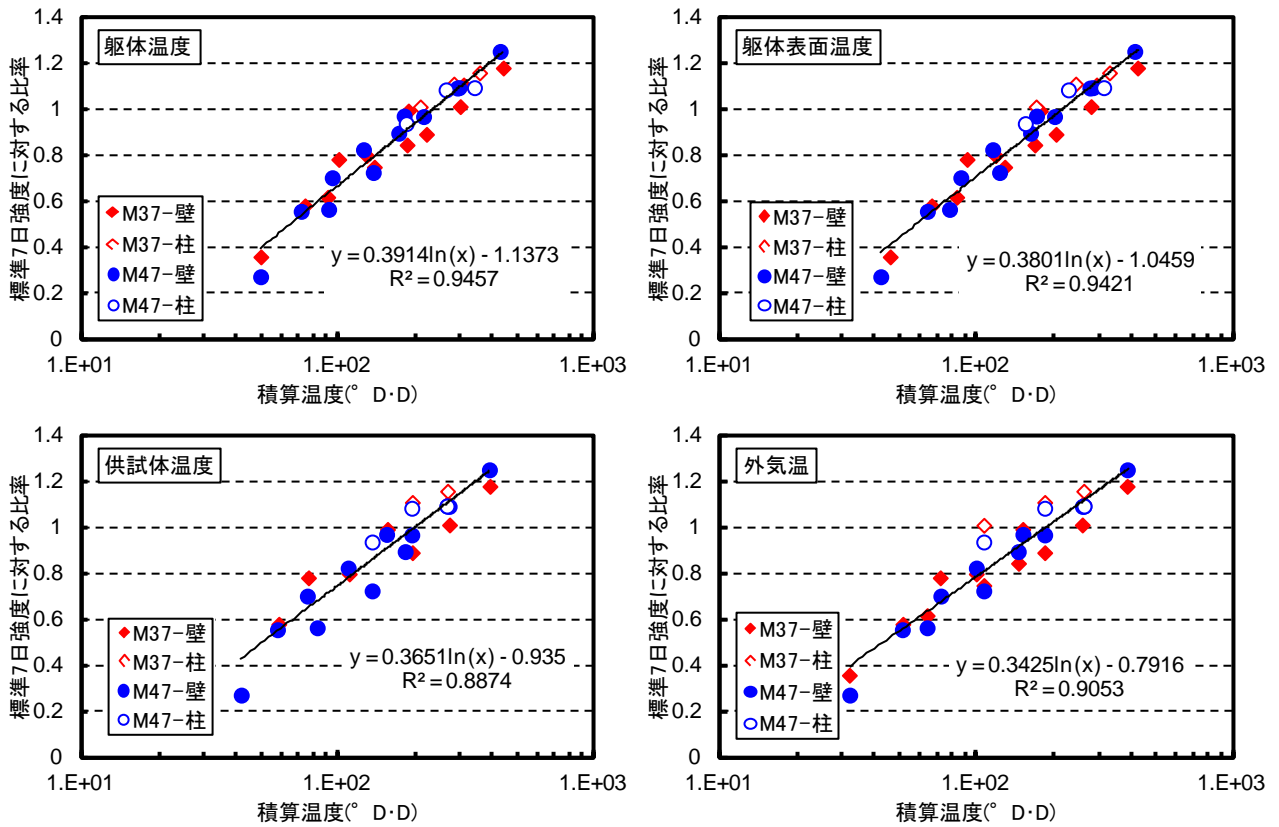 躯体温度
標準7日強度に対する比率
1.4
1.2
1
0.8
0.6
0.4
0.2
0
M37-壁
M37-柱
M47-壁
M47-柱
y = 0.3914ln(x) - 1.1373
R² = 0.9457
1.E+01 1.E+02 1.E+03
積算温度(°D·D)
躯体表面温度
標準7日強度に対する比率
1.4
1.2
1
0.8
0.6
0.4
0.2
0
M37-壁
M37-柱
M47-壁
M47-柱
y = 0.3801ln(x) - 1.0459
R² = 0.9421
1.E+01 1.E+02 1.E+03
積算温度(°D·D)
供試体温度
標準7日強度に対する比率
1.4
1.2
1
0.8
0.6
0.4
0.2
0
M37-壁
M37-柱
M47-壁
M47-柱
y = 0.3651ln(x) - 0.935
R² = 0.8874
1.E+01 1.E+02 1.E+03
積算温度(°D·D)
外気温
標準7日強度に対する比率
1.4
1.2
1
0.8
0.6
0.4
0.2
0
M37-壁
M37-柱
M47-壁
M47-柱
y = 0.3425ln(x) - 0.7916
R² = 0.9053
1.E+01 1.E+02 1.E+03
積算温度(°D·D)